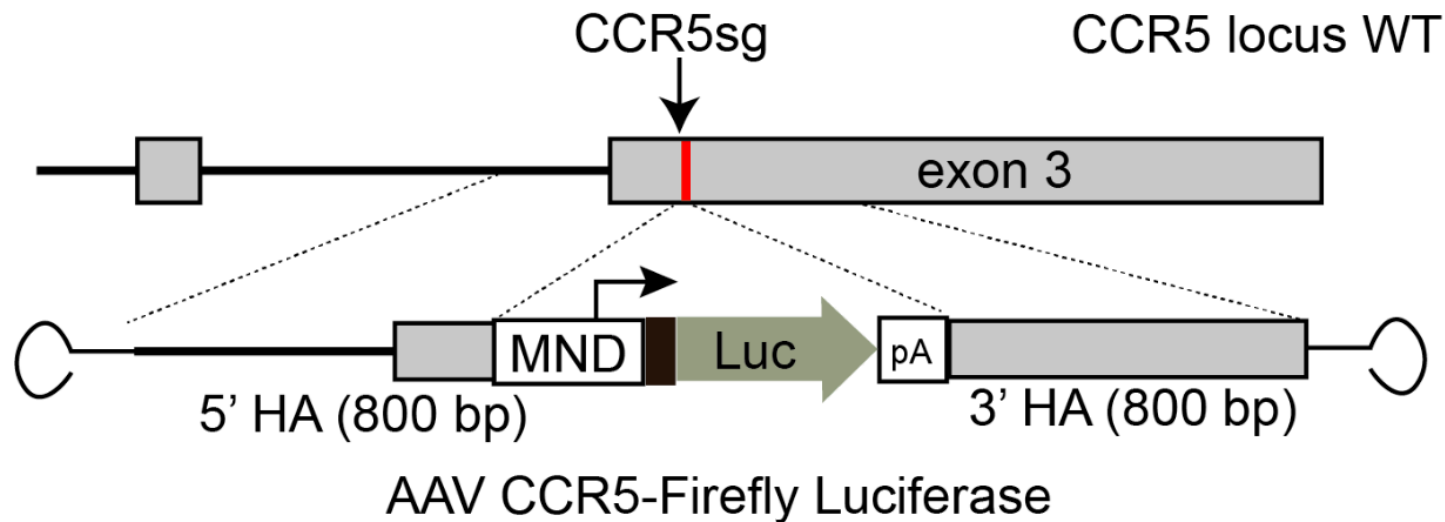 CCR5sg
CCR5 locus WT
exon 3
MND
Luc
pA
5’ HA (800 bp)
3’ HA (800 bp)
AAV CCR5-Firefly Luciferase